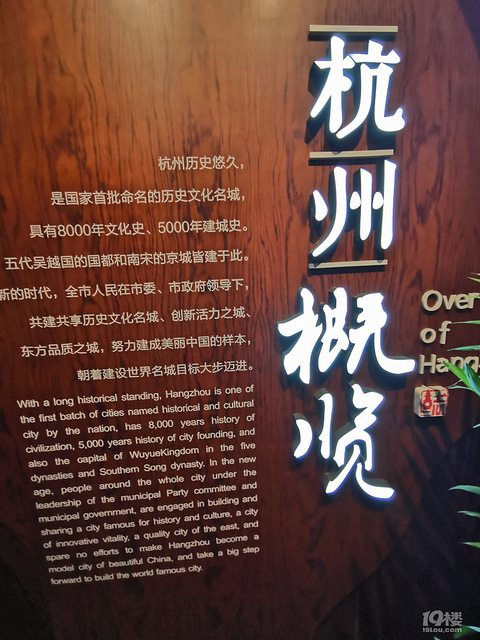 杭州概览
Over
of
Hang
杭州历史悠久，
是国家首批命名的历史文化名城，
具有8000年文化史、5000年建城史。
五代吴越国的国都和南宋的京城皆建于此。
新的时代，全市人民在市委、市政府领导下，
共建共享历史文化名城、创新活力之城、
东方品质之城，努力建成美丽中国的样本，
朝着建设世界名城目标大步迈进。
With a long historical standing, Hangzhou is one of
the first batch of cities named historical and cultural
city by the nation, has 8,000 years history of
civilization, 5,000 years history of city founding, and
also the capital of WuyueKingdom in the five
dynasties and Southern Song dynasty. In the new
age, people around the whole city under the
leadership of the municipal Party committee and
municipal government, are engaged in building and
sharing a city famous for history and culture, a city
of innovative vitality, a quality city of the east, and
spare no efforts to make Hangzhou become a
model city of beautiful China, and take a big step
forward to build the world famous city.
19楼
19lou.com